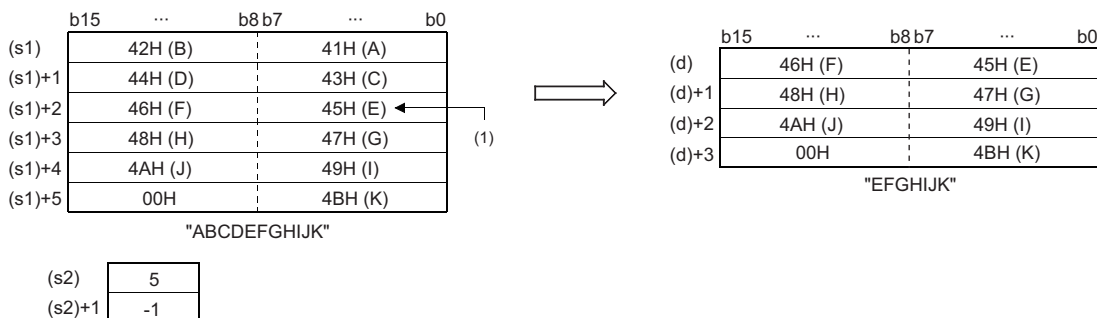 b15 ... b8 b7 ... b0
(s1) 42H (B) 41H (A)
(s1)+1 44H (D) 43H (C)
(s1)+2 46H (F) 45H (E)
(s1)+3 48H (H) 47H (G) (1)
(s1)+4 4AH (J) 49H (I)
(s1)+5 00H 4BH (K)
"ABCDEFGHIJK"
(s2) 5
(s2)+1 -1
b15 ... b8 b7 ... b0
(d) 46H (F) 45H (E)
(d)+1 48H (H) 47H (G)
(d)+2 4AH (J) 49H (I)
(d)+3 00H 4BH (K)
"EFGHIJK"